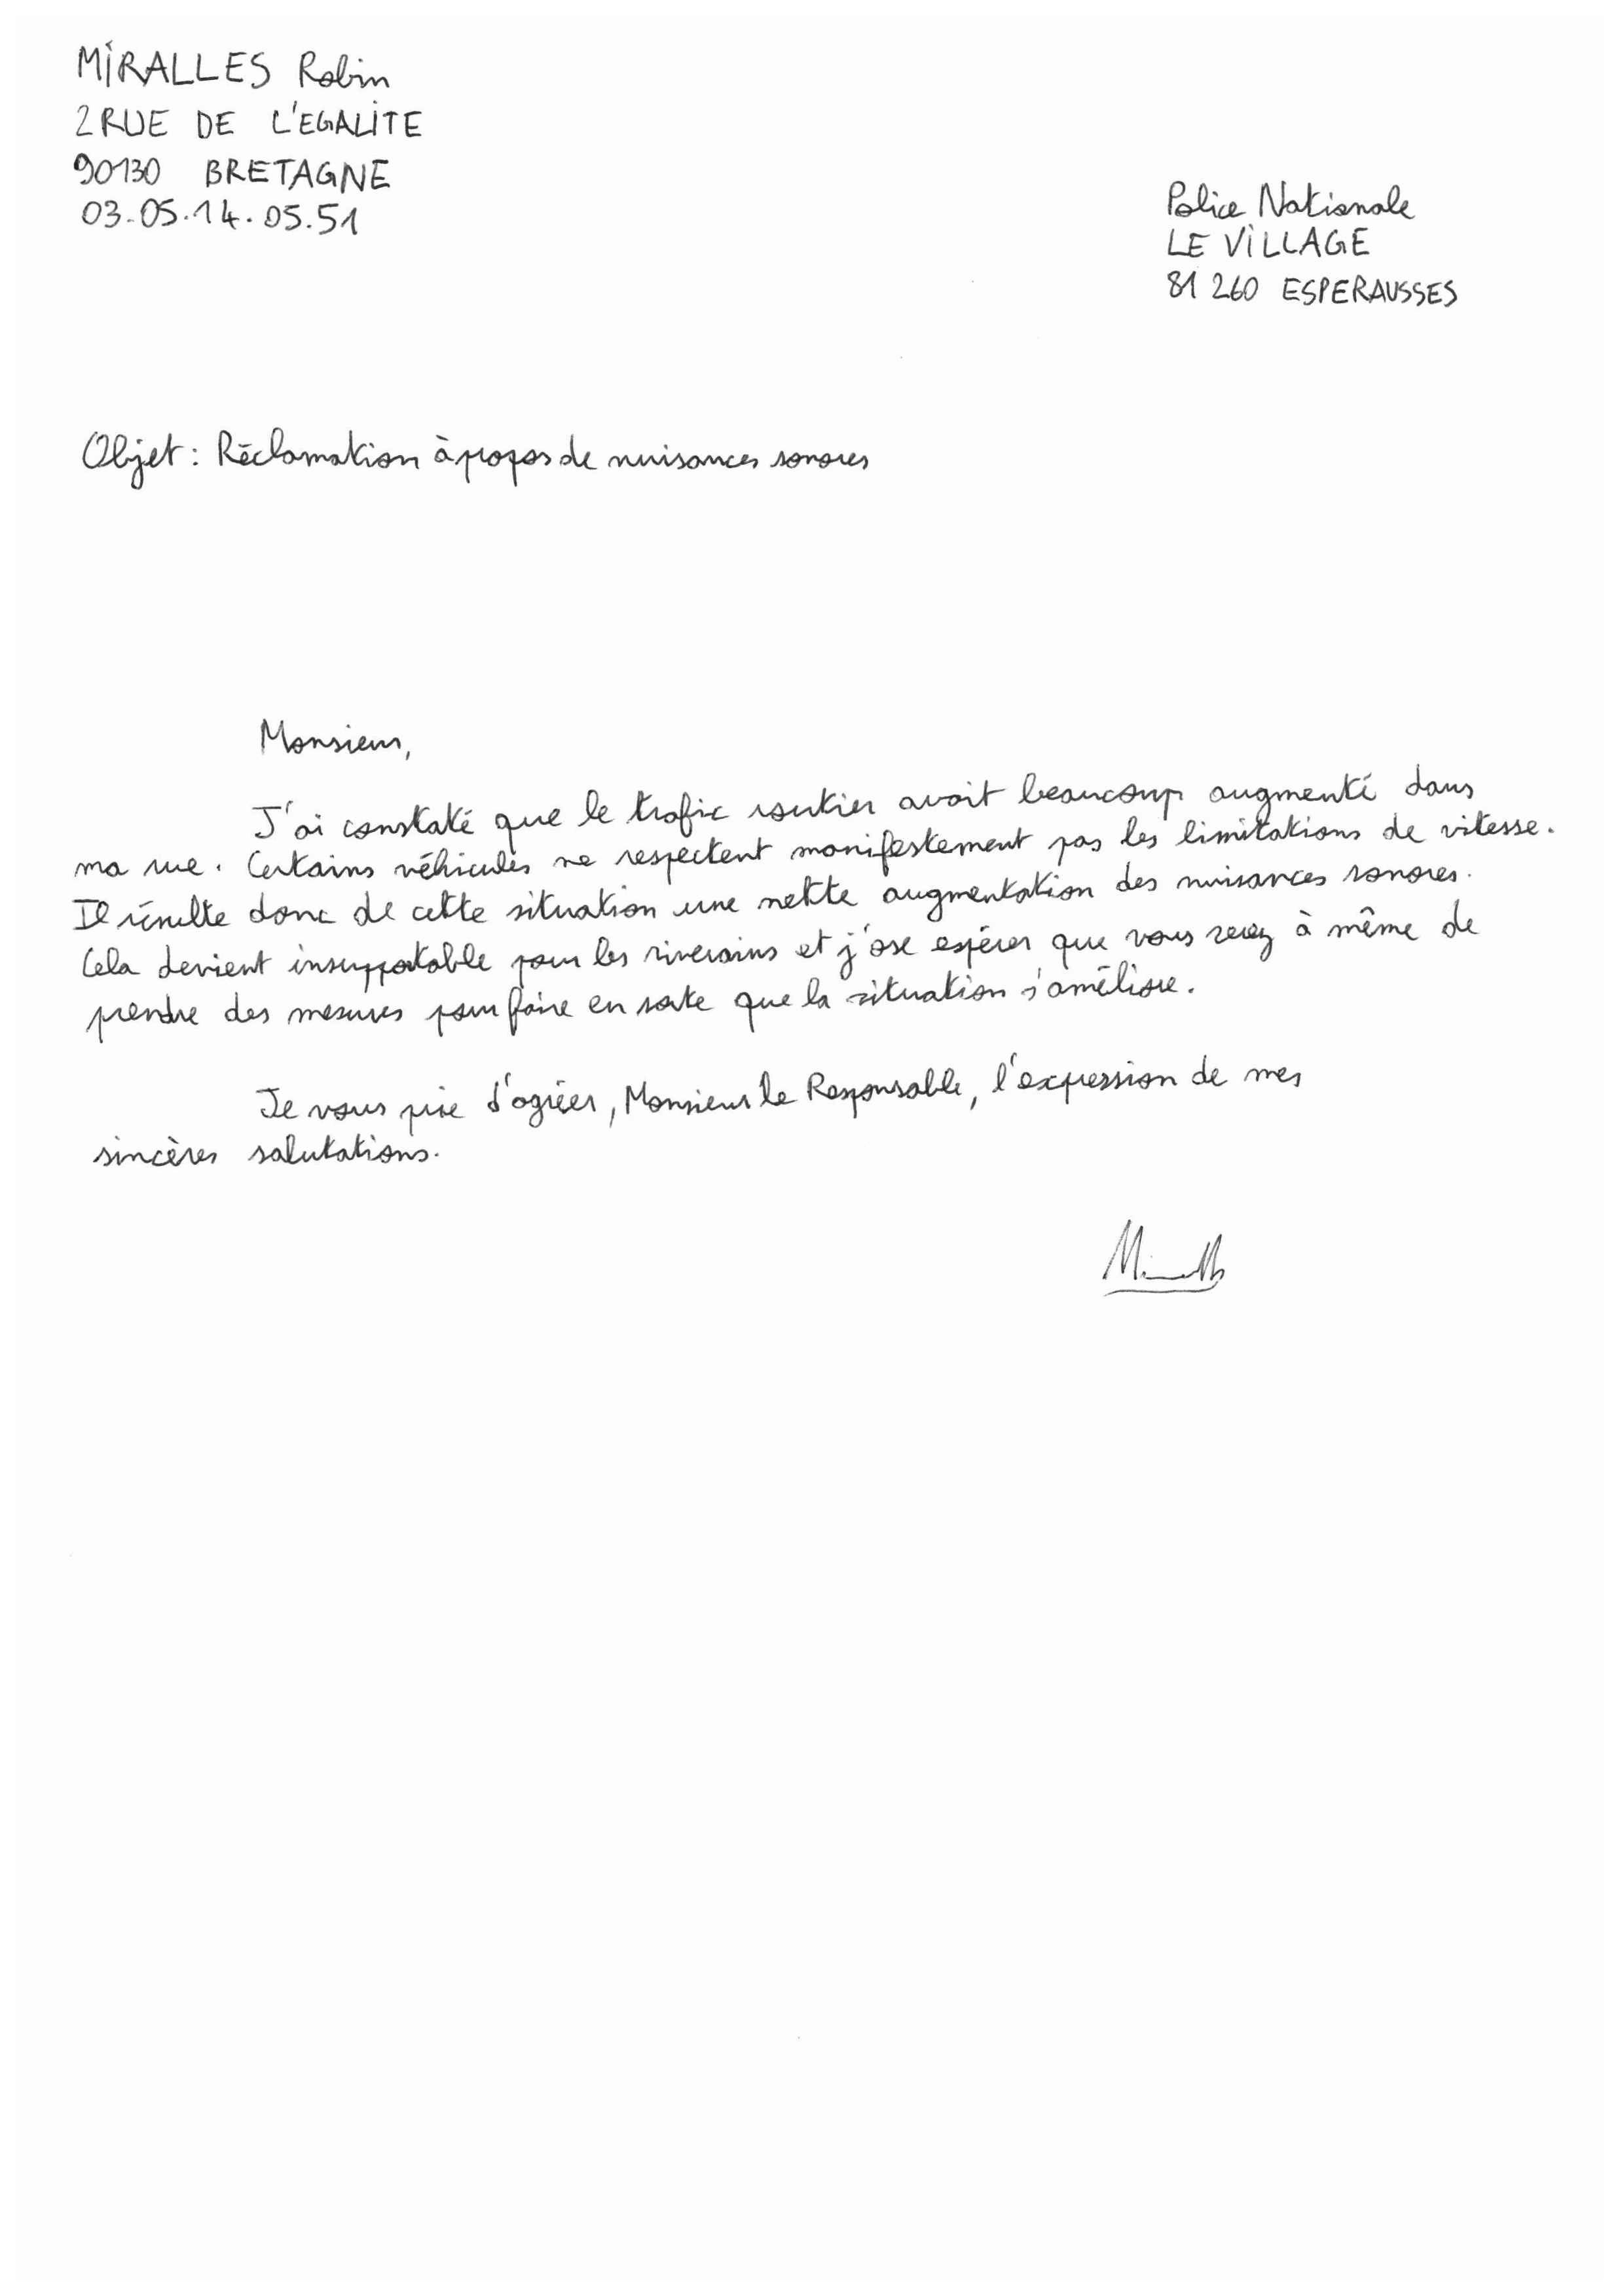 MIRALLES Robin
2 RUE DE L'EGALITE
90130 BRETAGNE
03.05.14.05.51
Police Nationale
LE VILLAGE
81 260 ESPERAUSSES
Objet : Réclamation à propos de nuisances sonores
Monsieur,
J'ai constaté que le trafic routier avait beaucoup augmenté dans
ma rue. Certains véhicules ne respectent manifestement pas les limitations de vitesse.
Il résulte donc de cette situation une nette augmentation des nuisances sonores.
Cela devient insupportable pour les riverains et j'ose espérer que vous serez à même de
prendre des mesures pour faire en sorte que la situation s'améliore.
Je vous prie d'agréer, Monsieur le Responsable, l'expression de mes
sincères salutations.